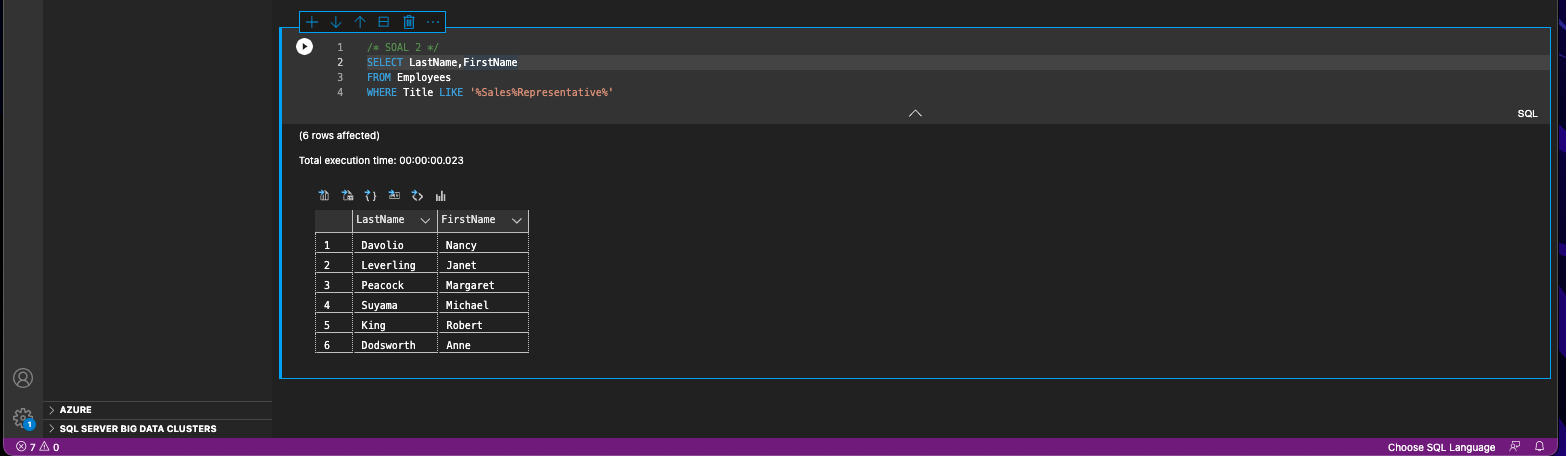 1 /* SOAL 2 */
2 SELECT LastName,FirstName
3 FROM Employees
4 WHERE Title LIKE '%Sales%Representative%'
SQL
(6 rows affected)
Total execution time: 00:00:00.023
LastName FirstName
1 Davolio Nancy
2 Leverling Janet
3 Peacock Margaret
4 Suyama Michael
5 King Robert
6 Dodsworth Anne
AZURE
1
SQL SERVER BIG DATA CLUSTERS
7 0 Choose SQL Language